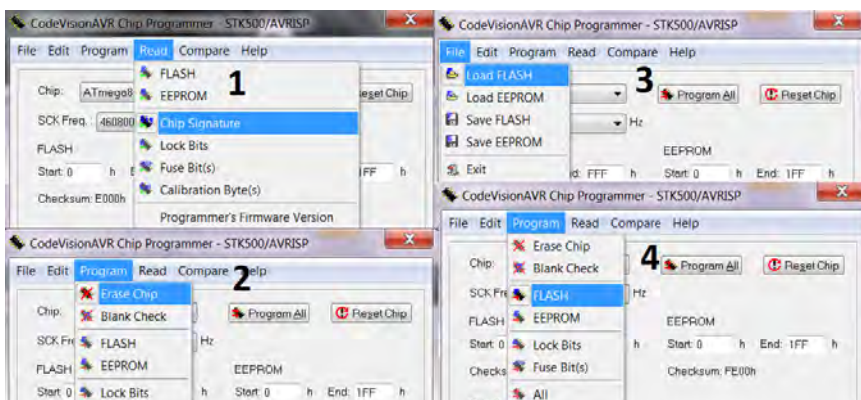 CodeVisionAVR Chip Programmer - STK500/AVRISP
File Edit Program Read Compare Help
FLASH
EEPROM
1
Chip: ATmega8
Reset Chip
Chip Signature
SCK Freq.: 460800
Lock Bits
FLASH
Fuse Bit(s)
Start: 0 h
1FF h
Calibration Byte(s)
Checksum: E000h
Programmer's Firmware Version
CodeVisionAVR Chip Programmer - STK500/AVRISP
File Edit Program Read Compare Help
2
Erase Chip
Chip:
Blank Check
Program All
Reset Chip
FLASH
Hz
EEPROM
FLASH
EEPROM
Start: 0
Lock Bits
h Start: 0 h End: 1FF h
CodeVisionAVR Chip Programmer - STK500/AVRISP
File Edit Program Read Compare Help
3
Load FLASH
Load EEPROM
Program All
Reset Chip
Save FLASH
Hz
Save EEPROM
EEPROM
Exit
FFF h Start: 0 h End: 1FF h
CodeVisionAVR Chip Programmer - STK500/AVRISP
File Edit Program Read Compare Help
Erase Chip
4
Chip:
Blank Check
Program All
Reset Chip
FLASH
Hz
FLASH
EEPROM
EEPROM
Start: 0
Lock Bits
h Start: 0 h End: 1FF h
Fuse Bit(s)
Checksum: FE00h
All